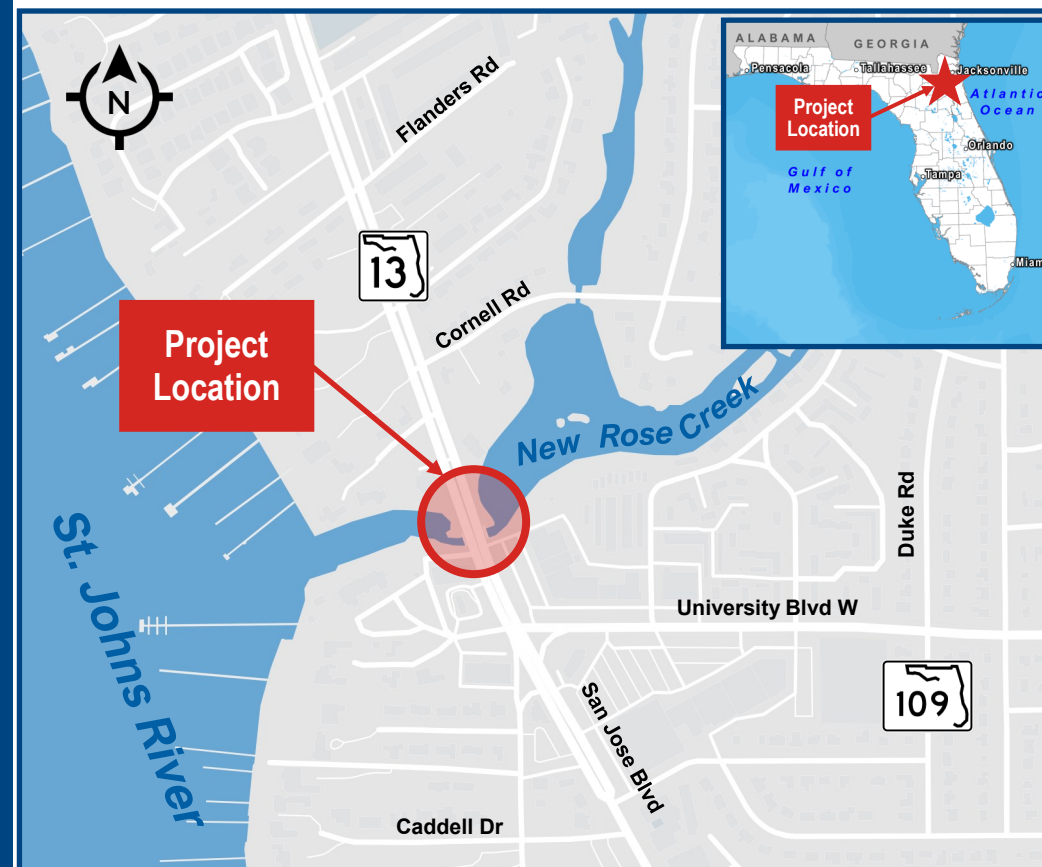 N
Flanders Rd
13
Cornell Rd
Project
Location
New Rose Creek
St. Johns River
Duke Rd
University Blvd W
109
San Jose Blvd
Caddell Dr
ALABAMA
GEORGIA
Pensacola
Tallahassee
Jacksonville
Project
Location
Atlantic
Ocean
Orlando
Gulf of
Mexico
Tampa
Miam